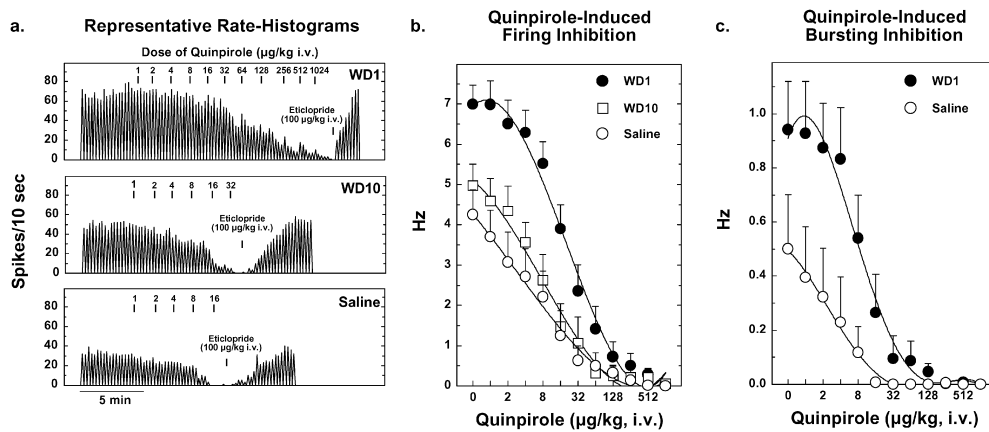 a.
Representative Rate-Histograms
Dose of Quinpirole (µg/kg i.v.)
1 2 4 8 16 32 64 128 256 512 1024
WD1
80
60
40
20
0
Eticlopride
(100 µg/kg i.v.)
1 2 4 8 16 32
WD10
80
60
40
20
0
Eticlopride
(100 µg/kg i.v.)
1 2 4 8 16
Saline
80
60
40
20
0
Eticlopride
(100 µg/kg i.v.)
Spikes/10 sec
5 min
b.
Quinpirole-Induced
Firing Inhibition
WD1
WD10
Saline
8
7
6
5
4
3
2
1
0
Hz
0 2 8 32 128 512
Quinpirole (µg/kg, i.v.)
c.
Quinpirole-Induced
Bursting Inhibition
WD1
Saline
1.0
0.8
0.6
0.4
0.2
0.0
Hz
0 2 8 32 128 512
Quinpirole (µg/kg, i.v.)